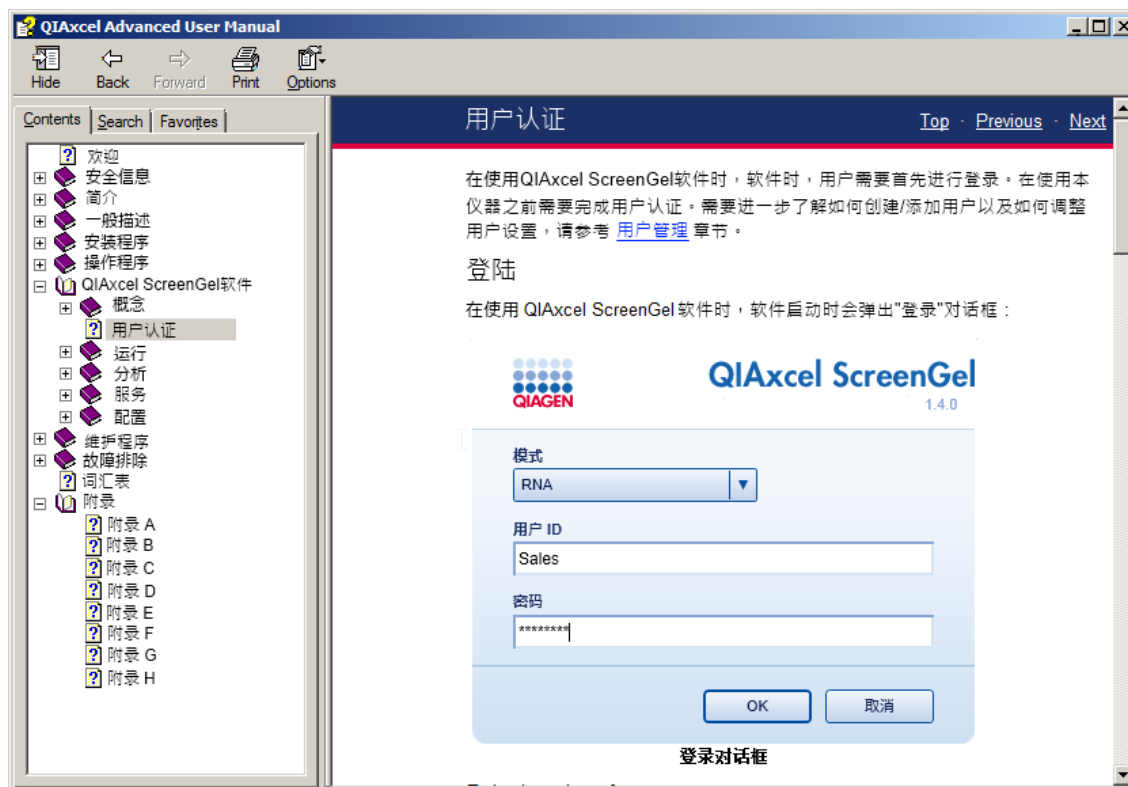 QIAxcel Advanced User Manual
Hide Back Forward Print Options
Contents Search Favorites
欢迎
安全信息
简介
一般描述
安装程序
操作程序
QIAxcel ScreenGel软件
概念
用户认证
运行
分析
服务
配置
维护程序
故障排除
词汇表
附录
附录 A
附录 B
附录 C
附录 D
附录 E
附录 F
附录 G
附录 H
用户认证
Top · Previous · Next
在使用QIAxcel ScreenGel软件时，软件时，用户需要首先进行登录。在使用本
仪器之前需要完成用户认证。需要进一步了解如何创建/添加用户以及如何调整
用户设置，请参考 用户管理 章节。
登陆
在使用 QIAxcel ScreenGel 软件时，软件启动时会弹出"登录"对话框：
QIAGEN
QIAxcel ScreenGel
1.4.0
模式
RNA
用户 ID
Sales
密码
********
OK 取消
登录对话框